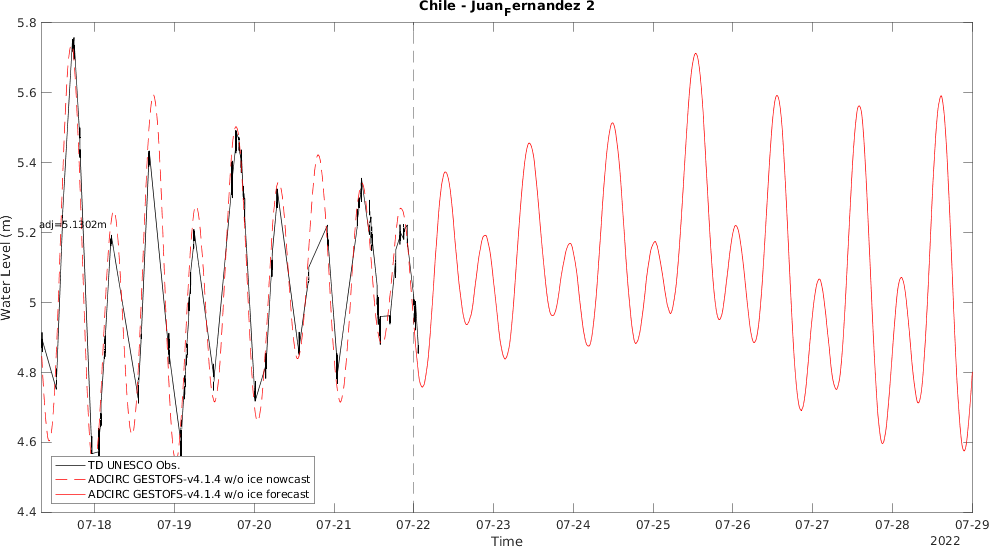 Chile - Juan_Fernandez 2
5.8
5.6
5.4
5.2
5
4.8
4.6
4.4
Water Level (m)
adj=5.1302m
TD UNESCO Obs.
ADCIRC GESTOFS-v4.1.4 w/o ice nowcast
ADCIRC GESTOFS-v4.1.4 w/o ice forecast
07-18 07-19 07-20 07-21 07-22 07-23 07-24 07-25 07-26 07-27 07-28 07-29
Time
2022